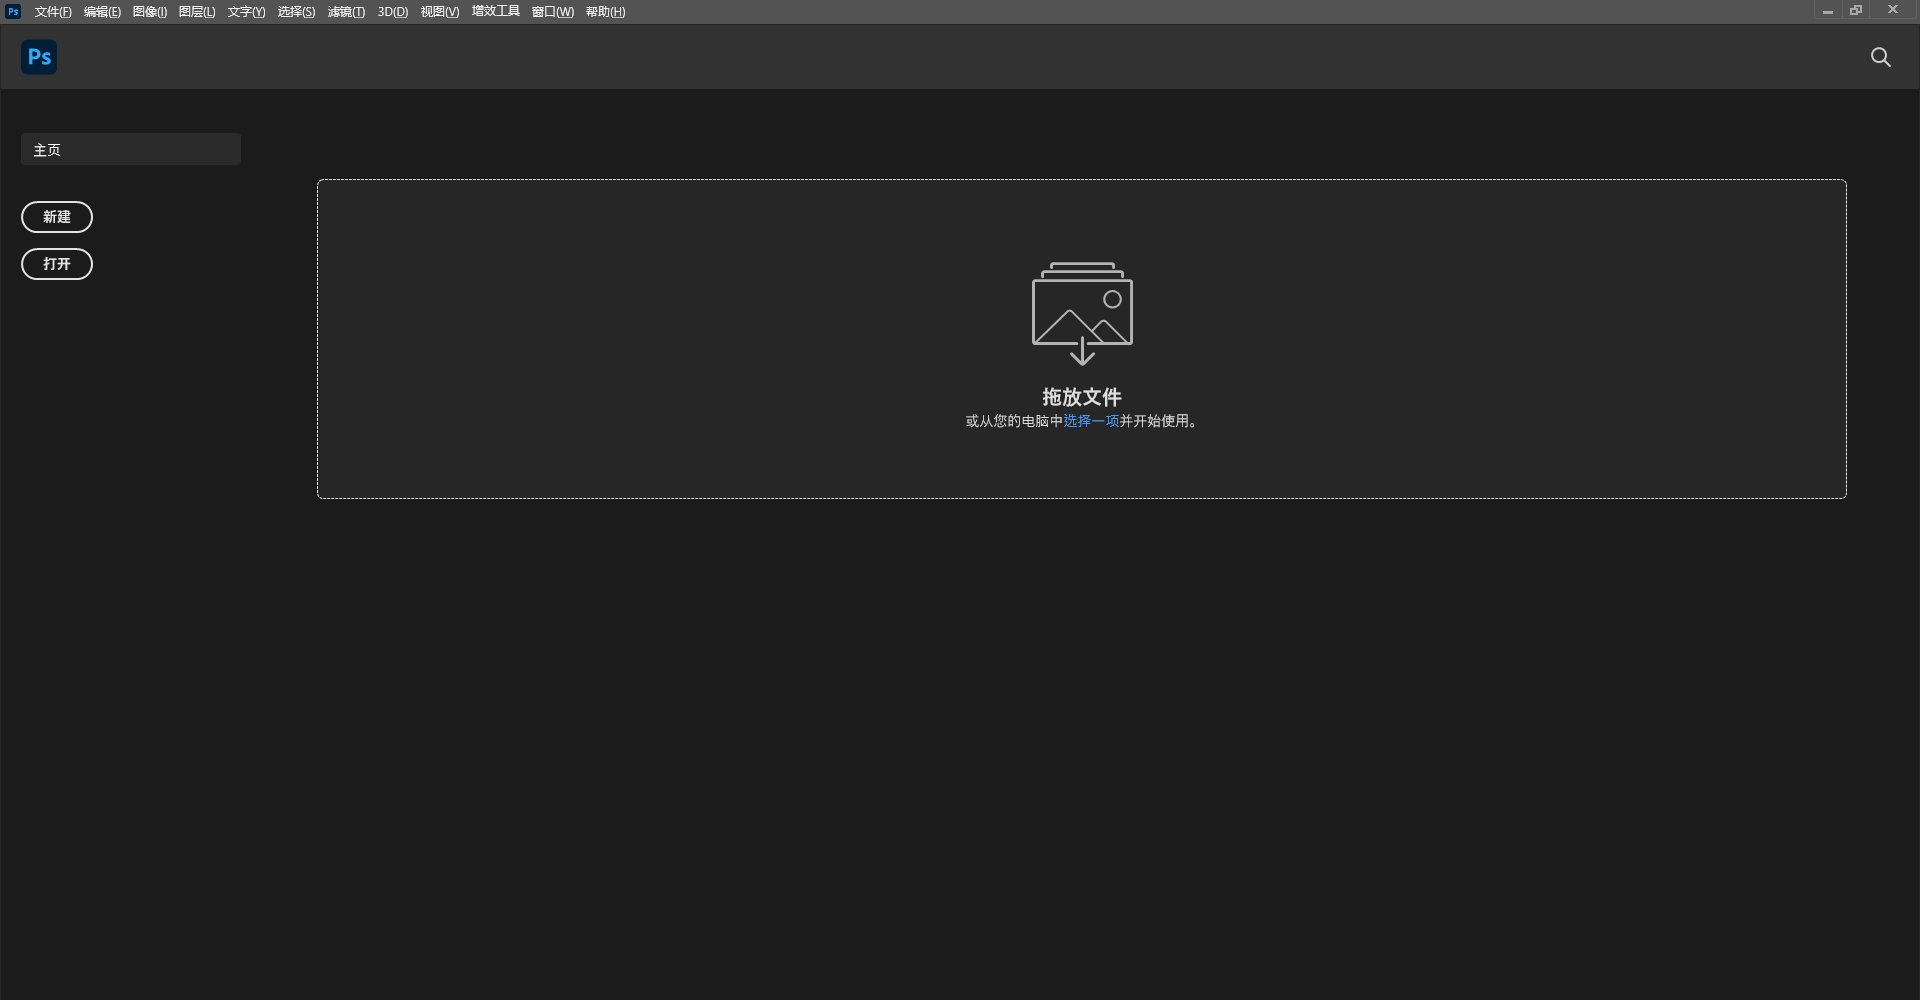 Ps 文件(F) 编辑(E) 图像(I) 图层(L) 文字(Y) 选择(S) 滤镜(T) 3D(D) 视图(V) 增效工具 窗口(W) 帮助(H)
Ps
主页
新建
打开
拖放文件
或从您的电脑中选择一项并开始使用。